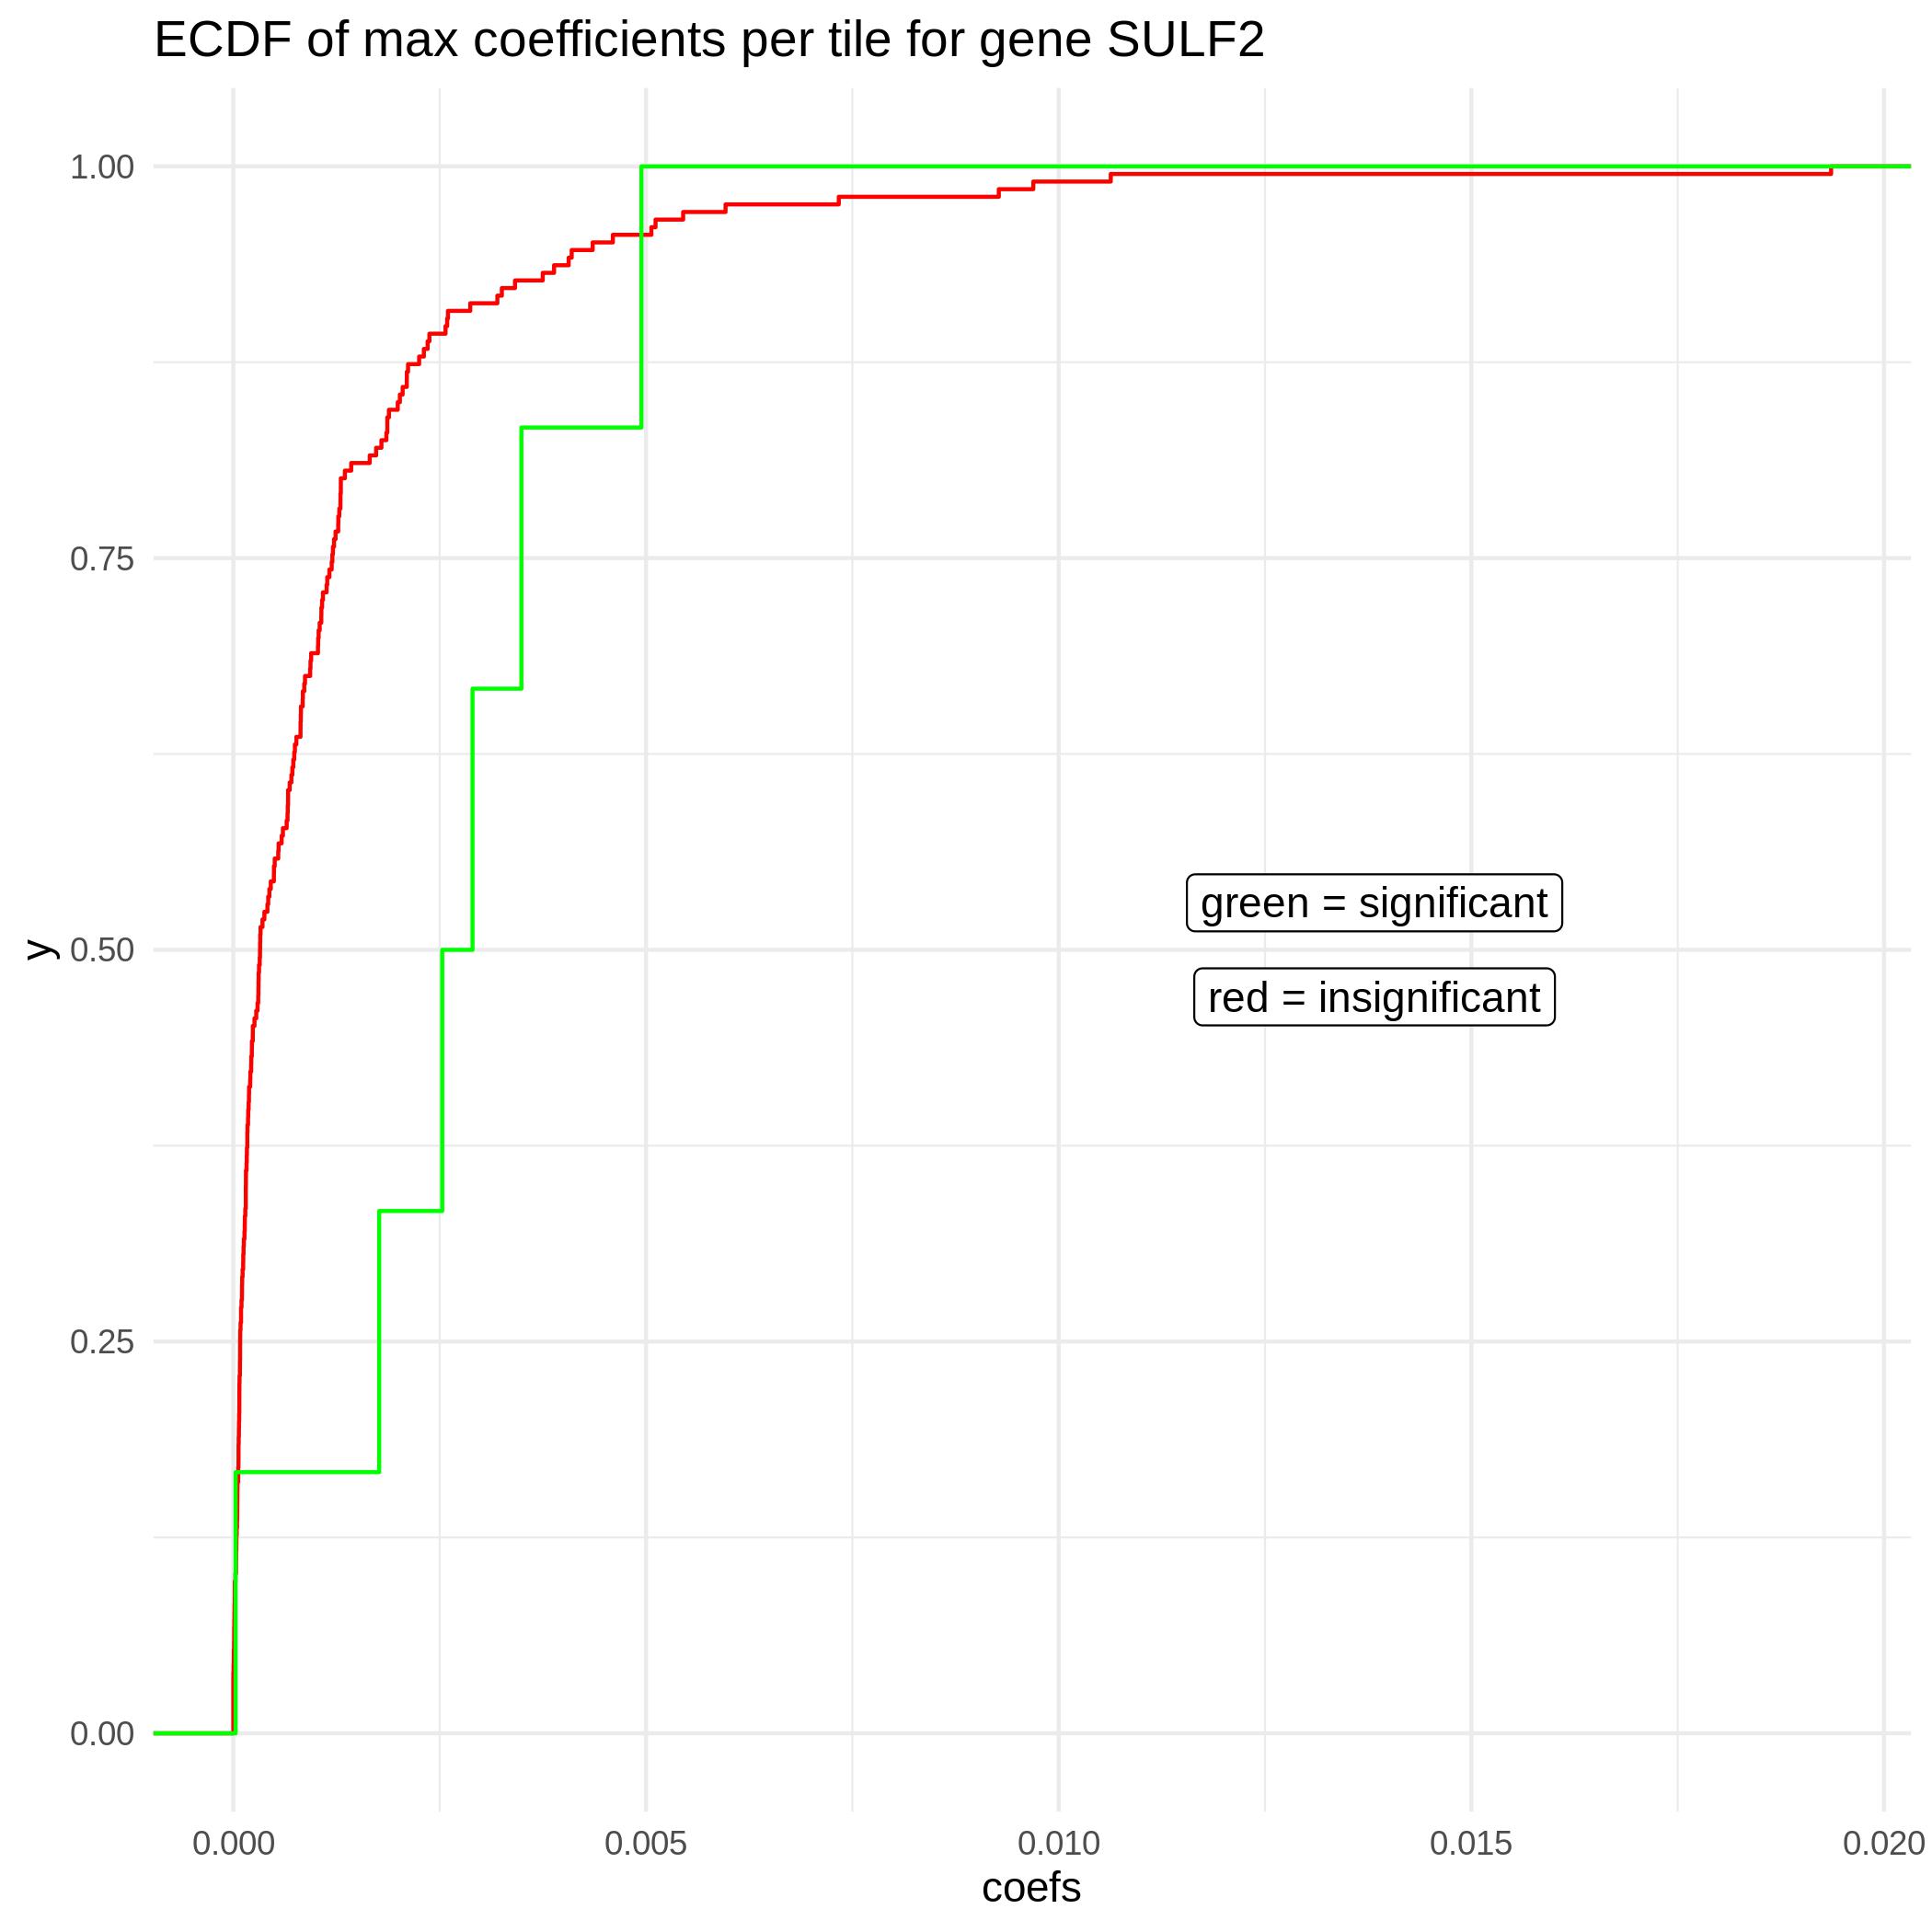 ECDF of max coefficients per tile for gene SULF2
1.00
0.75
0.50
0.25
0.00
y
green = significant
red = insignificant
0.000 0.005 0.010 0.015 0.020
coefs